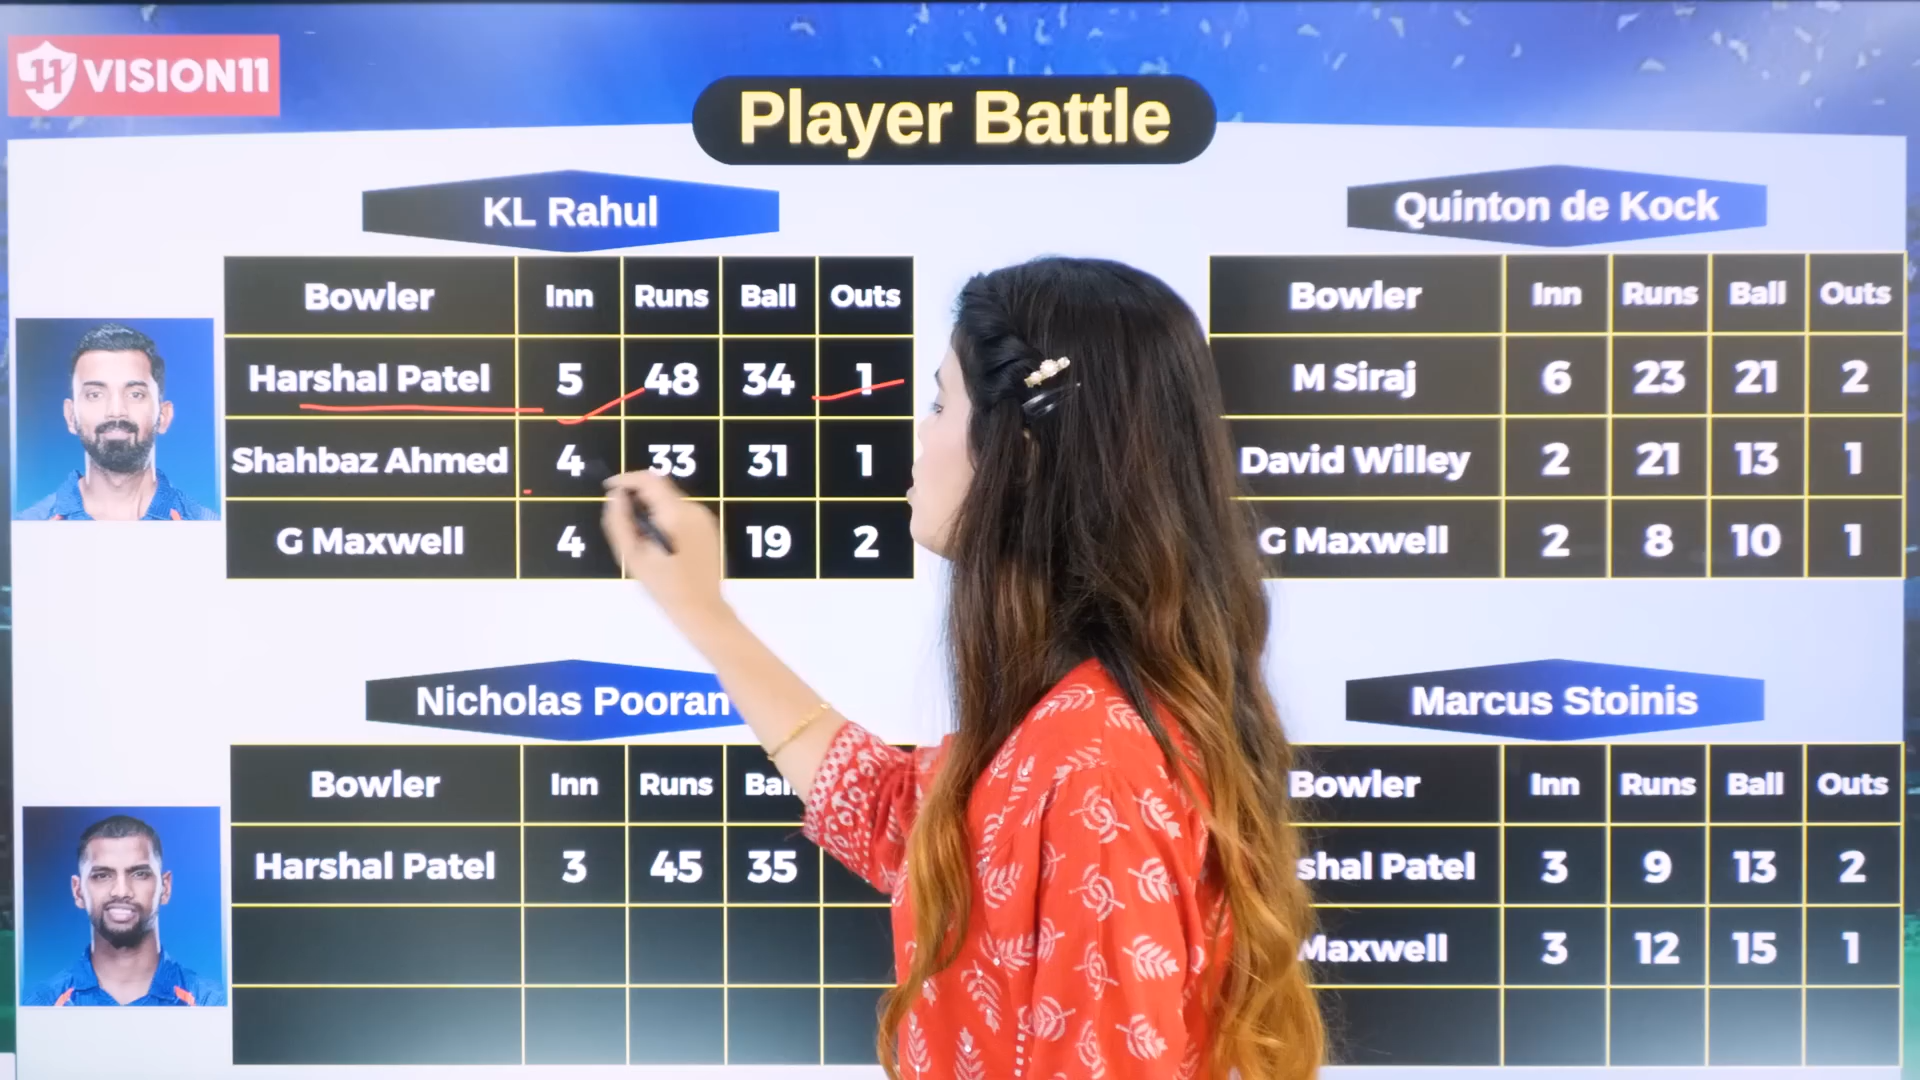 VISION11
Player Battle
KL Rahul
Bowler Inn Runs Ball Outs
Harshal Patel 5 48 34 1
Shahbaz Ahmed 4 33 31 1
G Maxwell 4 19 2
Quinton de Kock
Bowler Inn Runs Ball Outs
M Siraj 6 23 21 2
David Willey 2 21 13 1
G Maxwell 2 8 10 1
Nicholas Pooran
Bowler Inn Runs
Harshal Patel 3 45 35
Marcus Stoinis
Bowler Inn Runs Ball Outs
shal Patel 3 9 13 2
Maxwell 3 12 15 1